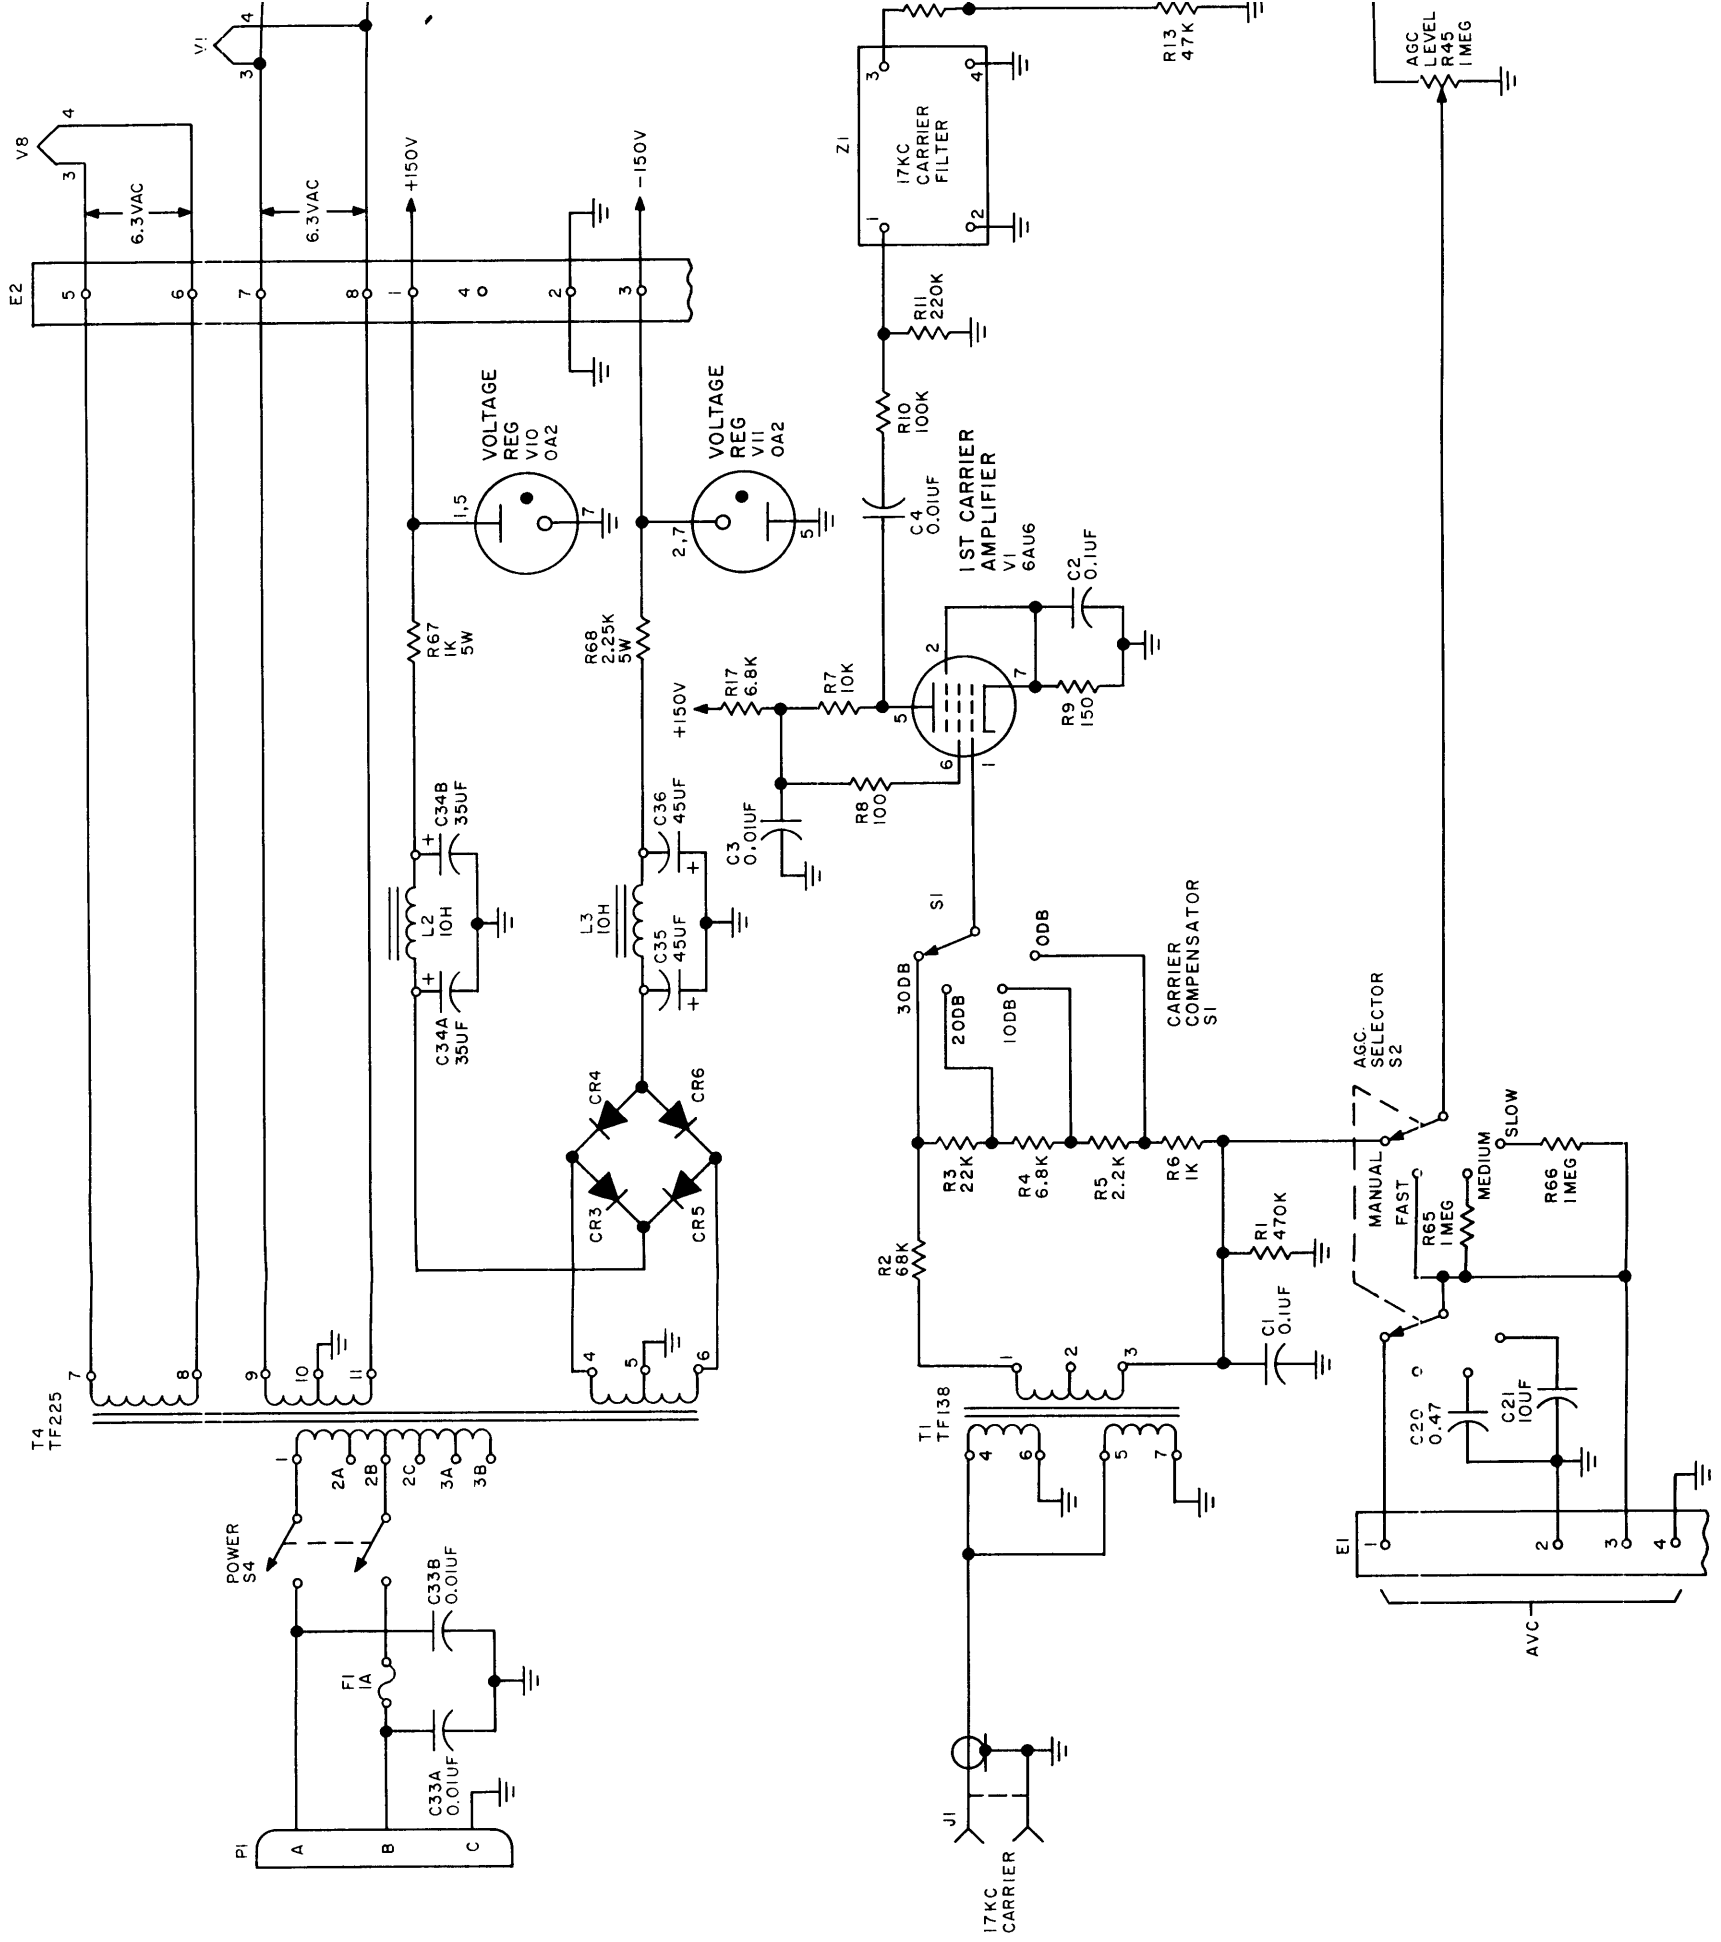 P1
A
B
C
C33A
0.01UF
F1
1A
C33B
0.01UF
POWER
S4
T4
TF225
1
2A
2B
2C
3A
3B
7
8
9
10
11
4
5
6
CR3
CR4
CR5
CR6
C34A
35UF
+
L2
10H
C34B
35UF
+
C35
45UF
+
L3
10H
C36
45UF
+
R67
1K
5W
R68
2.25K
5W
VOLTAGE
REG
V10
OA2
1,5
7
VOLTAGE
REG
V11
OA2
2,7
5
E2
5
6
7
8
1
4
2
3
6.3VAC
6.3VAC
+150V
-150V
V8
3
4
V1
3
4
17KC
CARRIER
J1
T1
TF138
4
6
5
7
1
2
3
R2
68K
R3
22K
R4
6.8K
R5
2.2K
R6
1K
R1
470K
C1
0.1UF
30DB
20DB
10DB
0DB
S1
CARRIER
COMPENSATOR
S1
C3
0.01UF
R8
100
+150V
R17
6.8K
R7
10K
5
6
1
2
7
R9
150
C2
0.1UF
1ST CARRIER
AMPLIFIER
V1
6AU6
C4
0.01UF
R10
100K
R11
220K
Z1
17KC
CARRIER
FILTER
1
2
3
4
R13
47K
AGC
LEVEL
R45
1MEG
A.G.C.
SELECTOR
S2
MANUAL
FAST
MEDIUM
SLOW
R65
1MEG
R66
1MEG
C20
0.47
C21
10UF
E1
1
2
3
4
AVC